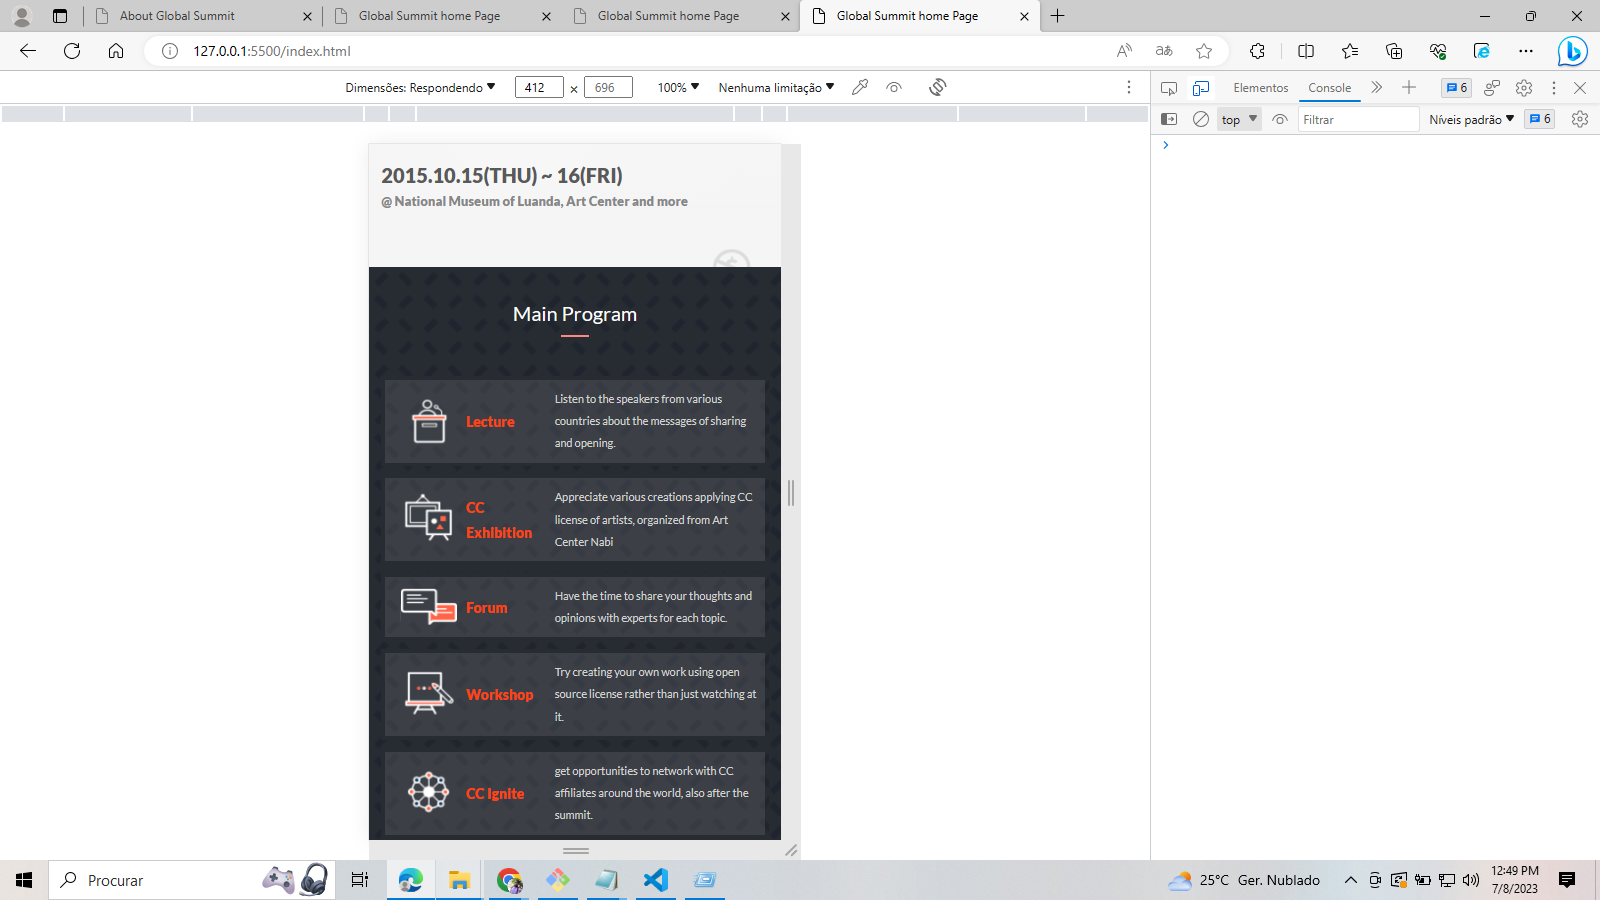 About Global Summit
Global Summit home Page
Global Summit home Page
Global Summit home Page
127.0.0.1:5500/index.html
Dimensões: Respondendo
412 × 696
100%
Nenhuma limitação
Elementos
Console
6
top
Filtrar
Níveis padrão
6
2015.10.15(THU) ~ 16(FRI)
@ National Museum of Luanda, Art Center and more
Main Program
Lecture
Listen to the speakers from various
countries about the messages of sharing
and opening.
CC
Exhibition
Appreciate various creations applying CC
license of artists, organized from Art
Center Nabi
Forum
Have the time to share your thoughts and
opinions with experts for each topic.
Workshop
Try creating your own work using open
source license rather than just watching at
it.
CC Ignite
get opportunities to network with CC
affiliates around the world, also after the
summit.
Procurar
25°C Ger. Nublado
12:49 PM
7/8/2023